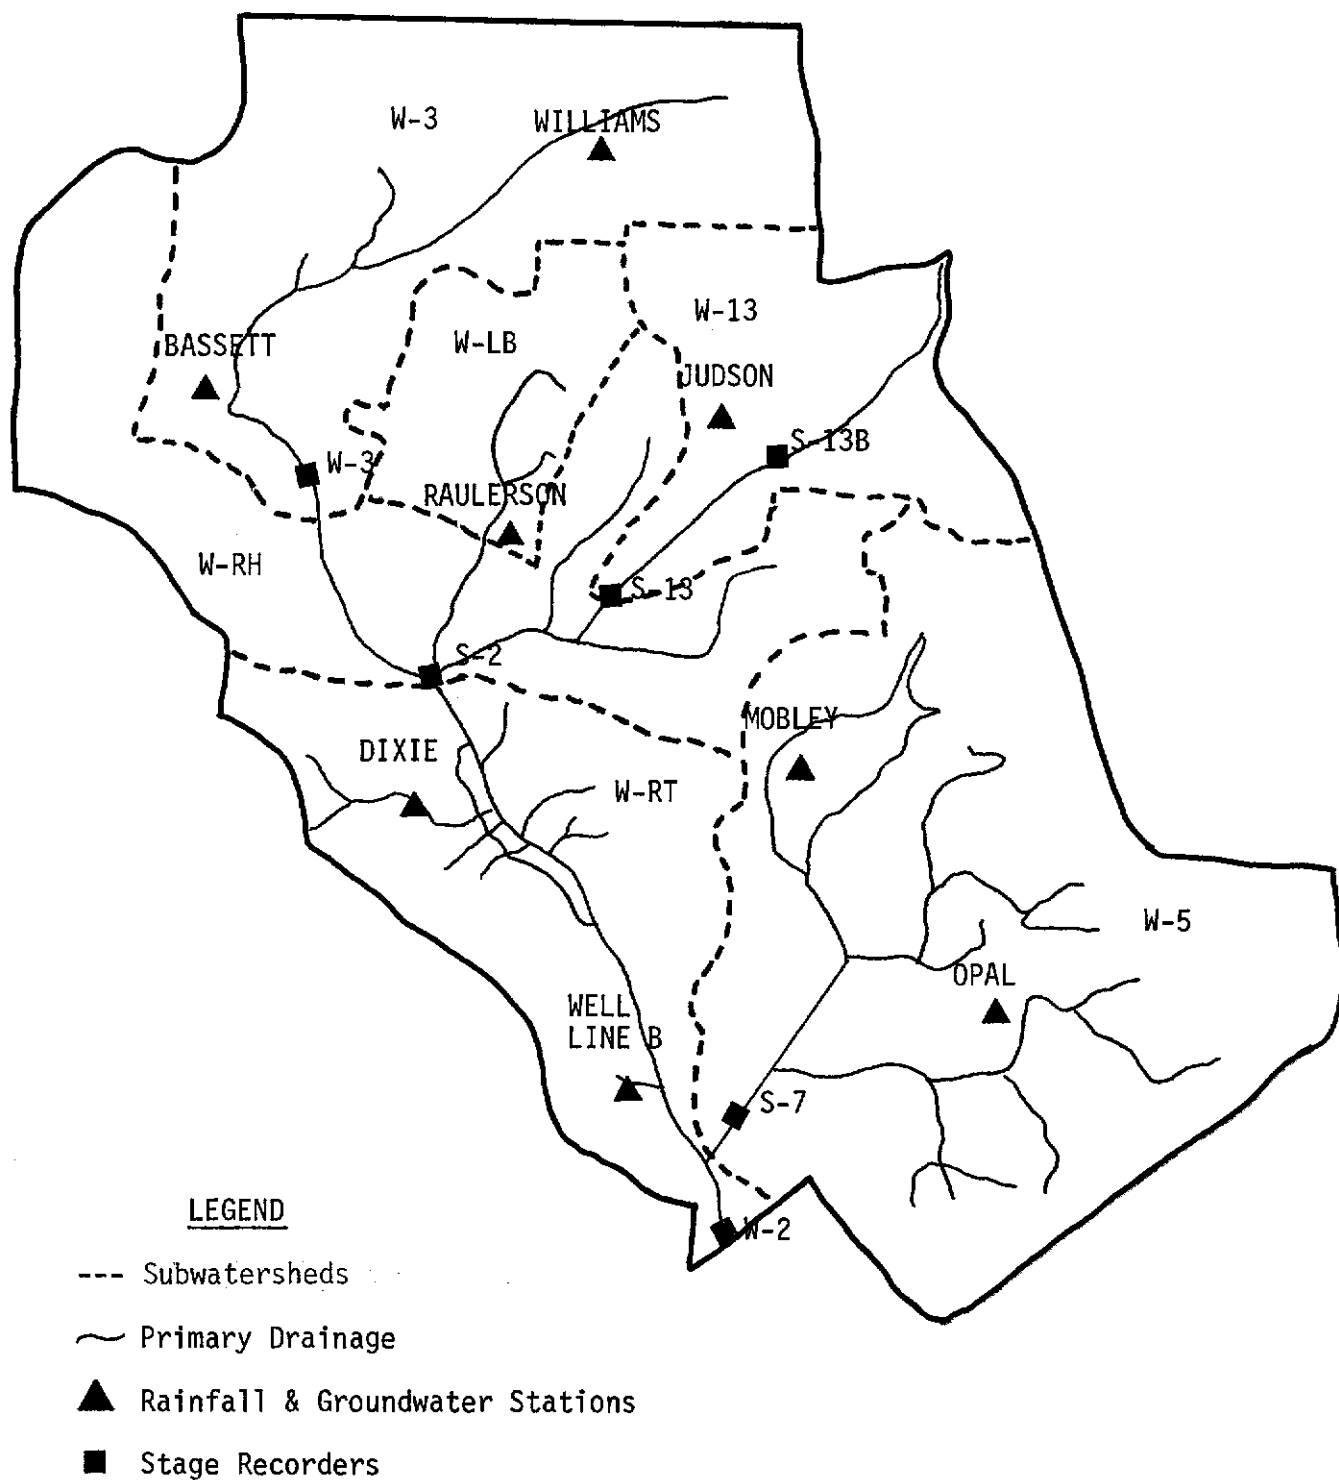 W-3
WILLIAMS
W-13
W-LB
BASSETT
JUDSON
S-13B
W-3
RAULERSON
W-RH
S-13
S-2
MOBLEY
DIXIE
W-RT
W-5
OPAL
WELL
LINE B
S-7
W-2
LEGEND
Subwatersheds
Primary Drainage
Rainfall & Groundwater Stations
Stage Recorders